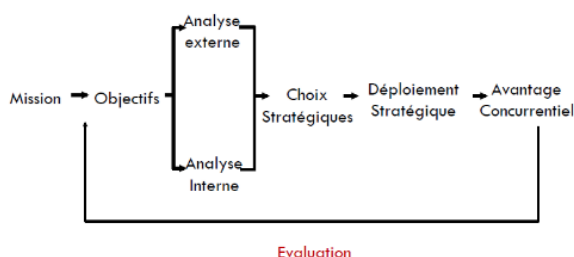 Analyse
externe
Mission
Objectifs
Choix
Stratégiques
Déploiement
Stratégique
Avantage
Concurrentiel
Analyse
Interne
Evaluation